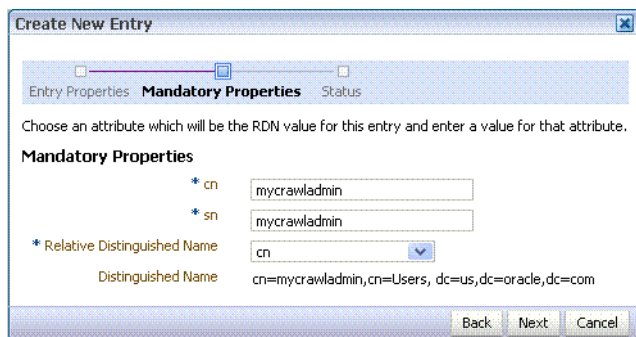 Create New Entry
Entry Properties Mandatory Properties Status
Choose an attribute which will be the RDN value for this entry and enter a value for that attribute.
Mandatory Properties
* cn mycrawladmin
* sn mycrawladmin
* Relative Distinguished Name cn
Distinguished Name cn=mycrawladmin,cn=Users, dc=us,dc=oracle,dc=com
Back Next Cancel